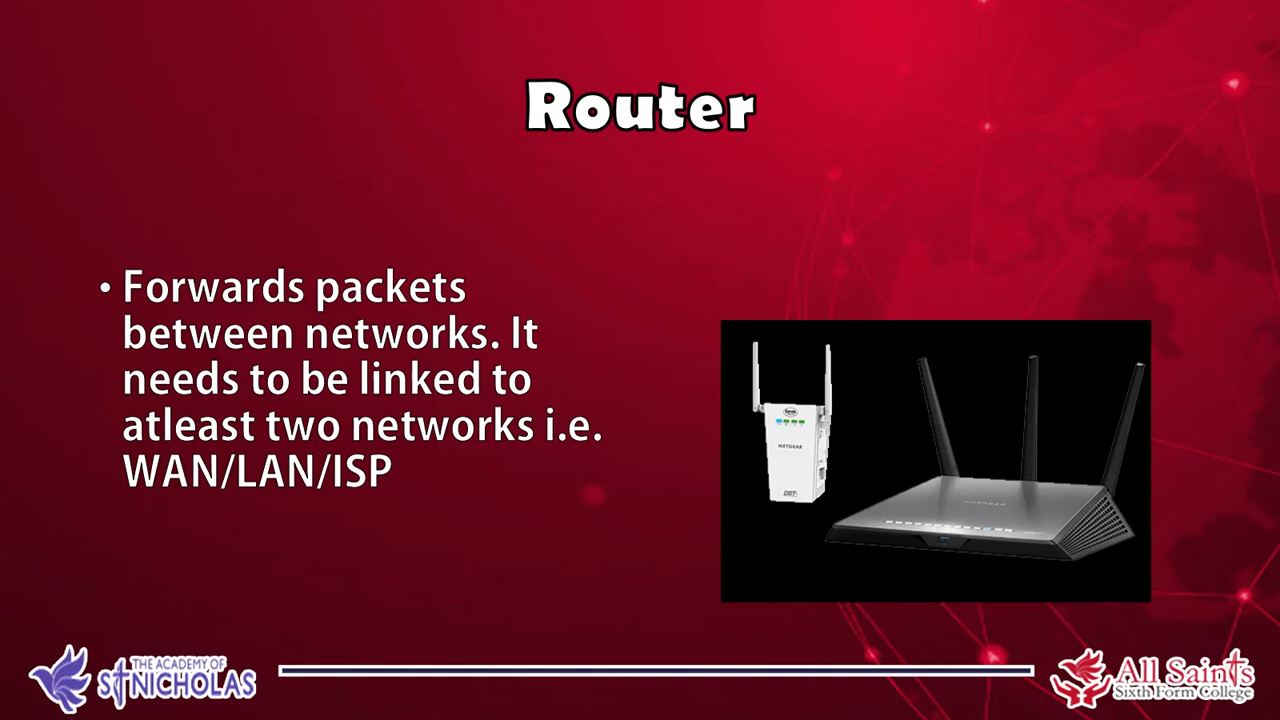 Router
• Forwards packets
between networks. It
needs to be linked to
atleast two networks i.e.
WAN/LAN/ISP
NETGEAR
DST
THE ACADEMY OF
ST NICHOLAS
All Saints
Sixth Form College